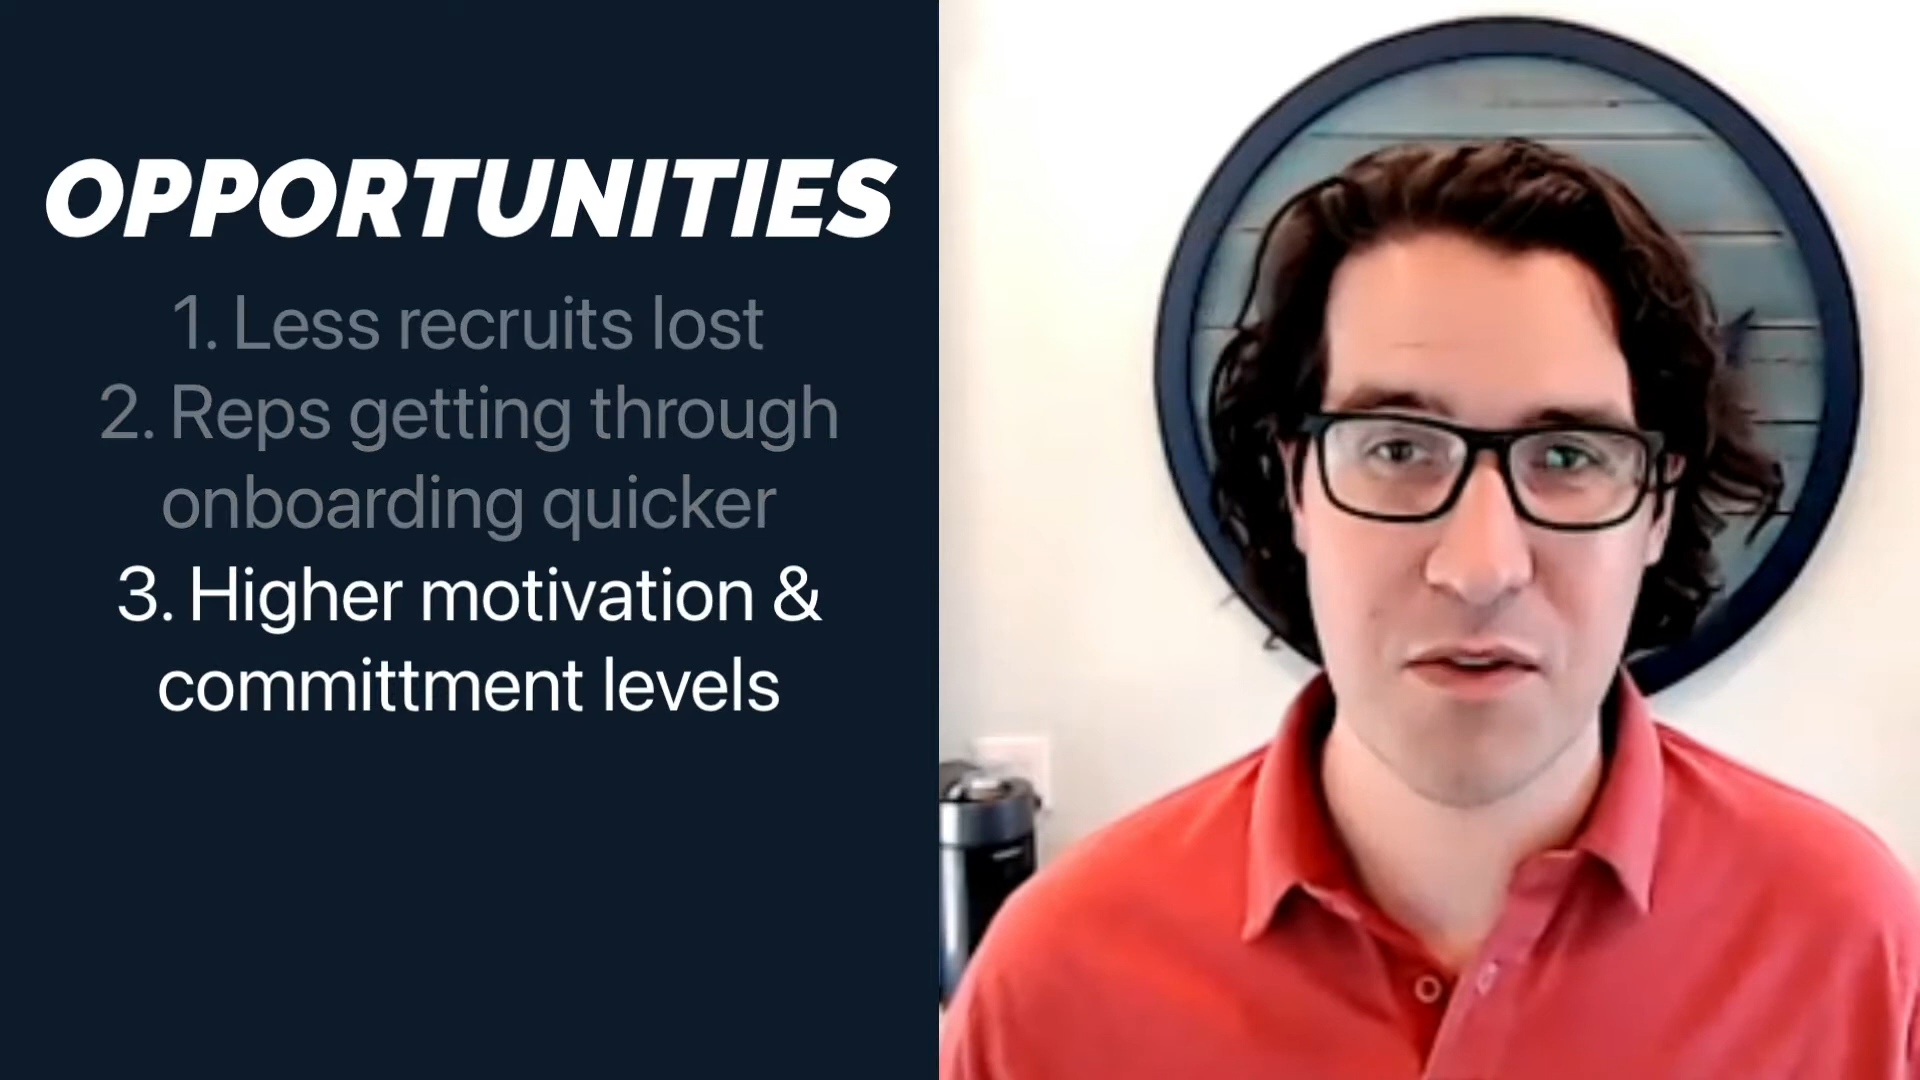 OPPORTUNITIES
1. Less recruits lost
2. Reps getting through
onboarding quicker
3. Higher motivation &
committment levels